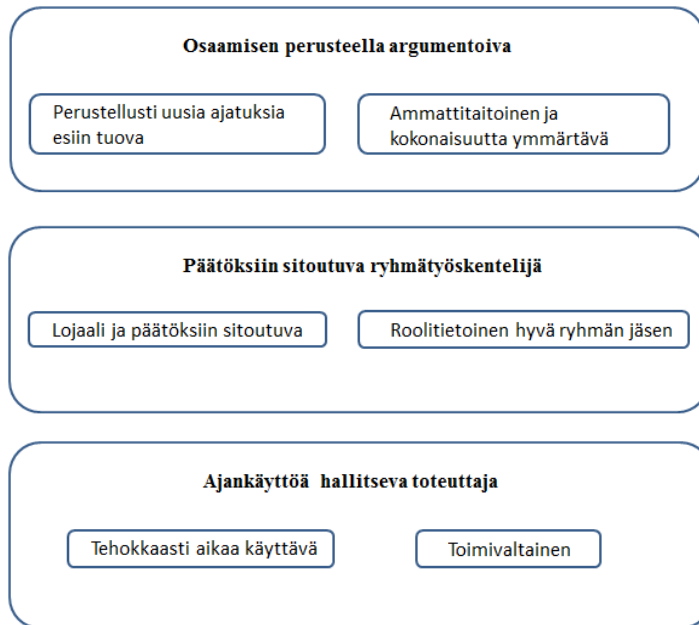 Osaamisen perusteella argumentoiva
Perustellusti uusia ajatuksia
esiin tuova
Ammattitaitoinen ja
kokonaisuutta ymmärtävä
Päätöksiin sitoutuva ryhmätyöskentelijä
Lojaali ja päätöksiin sitoutuva
Roolitietoinen hyvä ryhmän jäsen
Ajankäyttöä hallitseva toteuttaja
Tehokkaasti aikaa käyttävä
Toimivaltainen